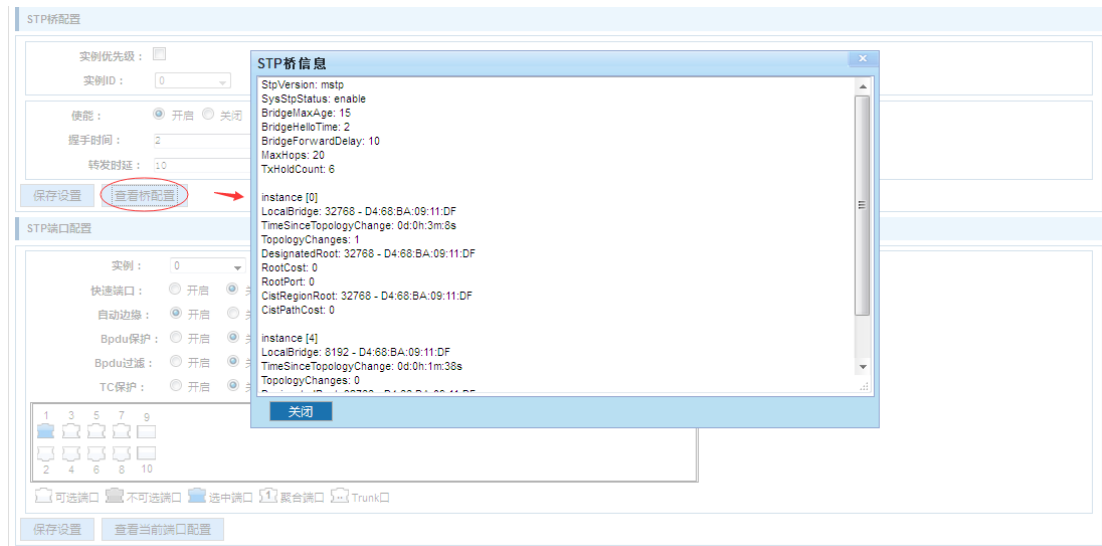 STP桥配置
实例优先级：
实例ID： 0
使能： 开启 关闭
握手时间： 2
转发时延： 10
保存设置 查看桥配置
STP桥信息
StpVersion: mstp
SysStpStatus: enable
BridgeMaxAge: 15
BridgeHelloTime: 2
BridgeForwardDelay: 10
MaxHops: 20
TxHoldCount: 6
instance [0]
LocalBridge: 32768 - D4:68:BA:09:11:DF
TimeSinceTopologyChange: 0d:0h:3m:8s
TopologyChanges: 1
DesignatedRoot: 32768 - D4:68:BA:09:11:DF
RootCost: 0
RootPort: 0
CistRegionRoot: 32768 - D4:68:BA:09:11:DF
CistPathCost: 0
instance [4]
LocalBridge: 8192 - D4:68:BA:09:11:DF
TimeSinceTopologyChange: 0d:0h:1m:38s
TopologyChanges: 0
关闭
STP端口配置
实例： 0
快速端口： 开启
自动边缘： 开启
Bpdu保护： 开启
Bpdu过滤： 开启
TC保护： 开启
1 3 5 7 9
2 4 6 8 10
可选端口 不可选端口 选中端口 1 聚合端口 Trunk口
保存设置 查看当前端口配置